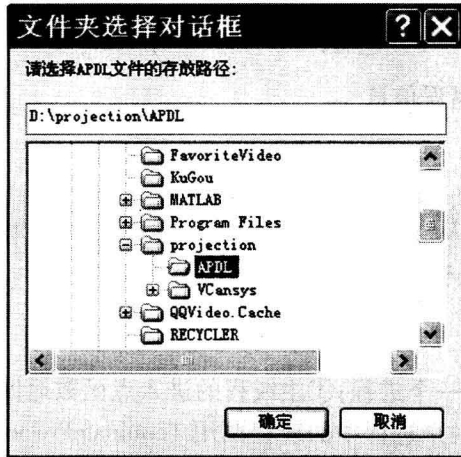 文件夹选择对话框
请选择APDL文件的存放路径:
D:\projection\APDL
FavoriteVideo
KuGou
MATLAB
Program Files
projection
APDL
VCansys
QQVideo.Cache
RECYCLER
确定 取消